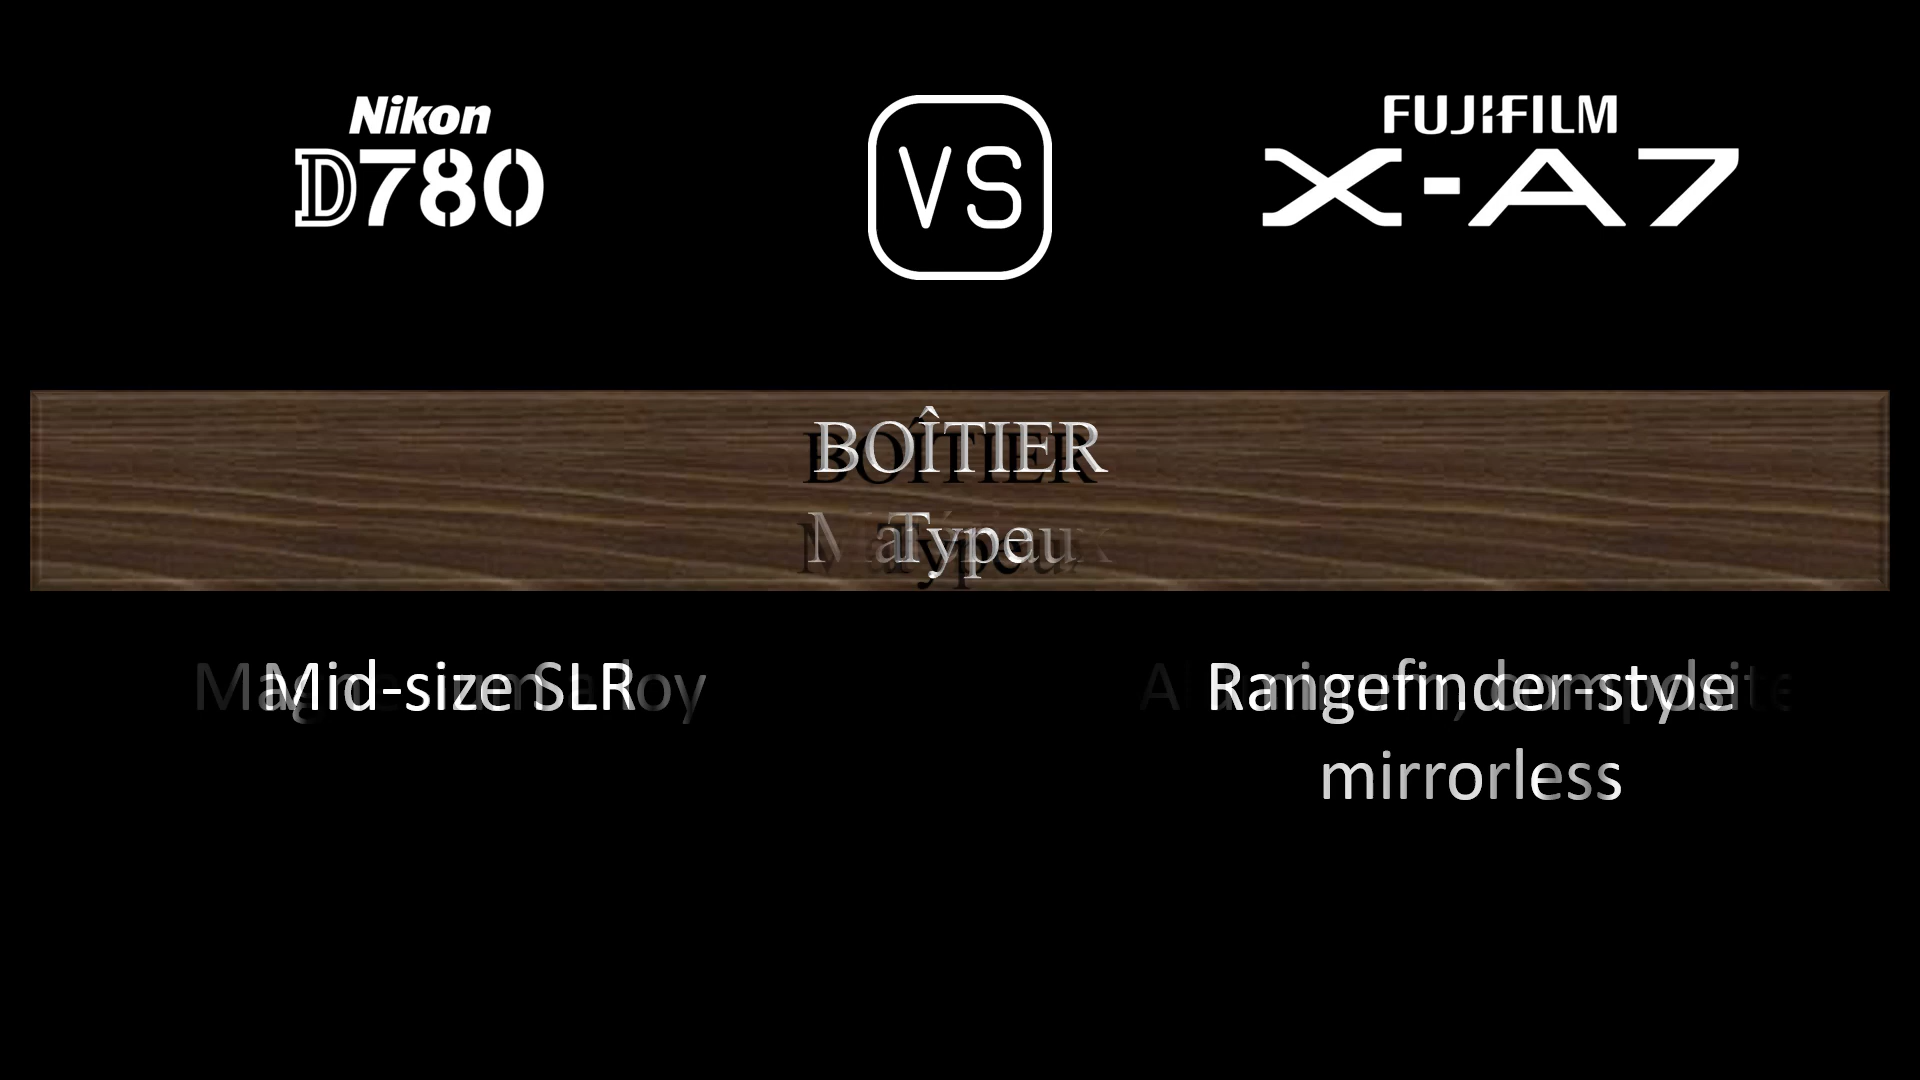 Nikon
D780
VS
FUJIFILM
X-A7
BOÎTIER
Type
Mid-size SLR
Rangefinder-style
mirrorless